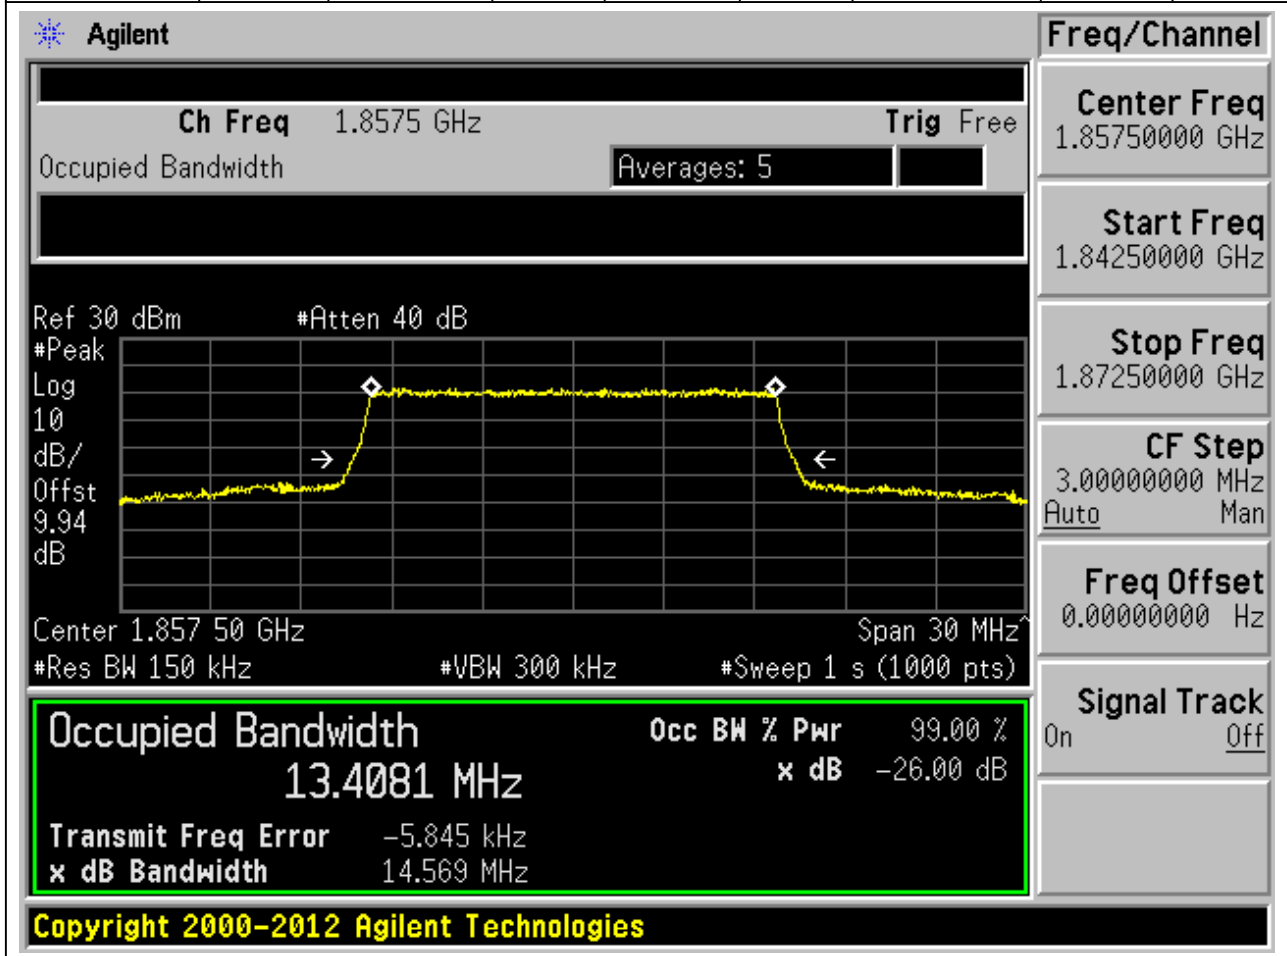 Agilent
Freq/Channel
Ch Freq 1.8575 GHz Trig Free
Occupied Bandwidth Averages: 5
Center Freq
1.85750000 GHz
Start Freq
1.84250000 GHz
Stop Freq
1.87250000 GHz
CF Step
3.00000000 MHz
Auto Man
Freq Offset
0.00000000 Hz
Signal Track
On Off
Ref 30 dBm #Atten 40 dB
#Peak
Log
10
dB/
Offst
9.94
dB
Center 1.857 50 GHz Span 30 MHz^
#Res BW 150 kHz #VBW 300 kHz #Sweep 1 s (1000 pts)
Occupied Bandwidth Occ BW % Pwr 99.00 %
13.4081 MHz x dB -26.00 dB
Transmit Freq Error -5.845 kHz
x dB Bandwidth 14.569 MHz
Copyright 2000-2012 Agilent Technologies